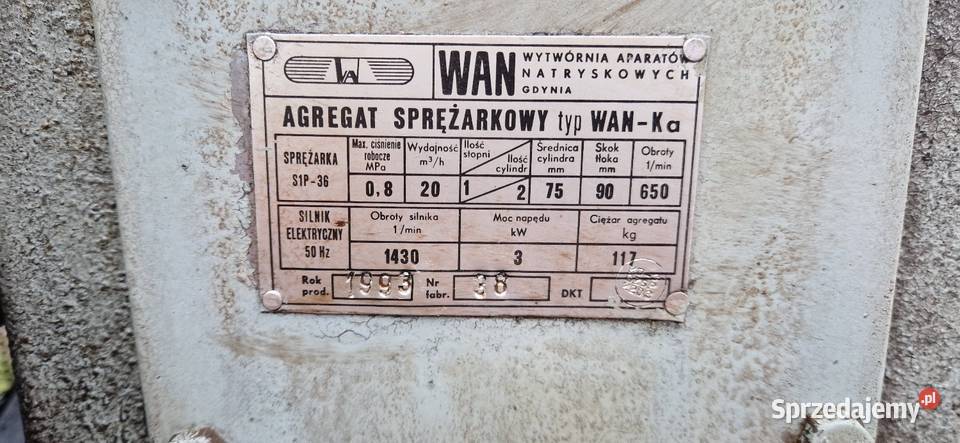 WAN WYTWÓRNIA APARATÓW
NATRYSKOWYCH
GDYNIA
AGREGAT SPRĘŻARKOWY typ WAN-Ka
SPRĘŻARKA
S1P-36
Max. ciśnienie
robocze
MPa
Wydajność
m³/h
Ilość
stopni
Ilość
cylindr
Średnica
cylindra
mm
Skok
tłoka
mm
Obroty
1/min
0,8 20 1 2 75 90 650
SILNIK
ELEKTRYCZNY
50 Hz
Obroty silnika
1/min
Moc napędu
kW
Ciężar agregatu
kg
1430 3 117
Rok
prod. 1993
Nr
fabr. 38
DKT
Sprzedajemy.pl